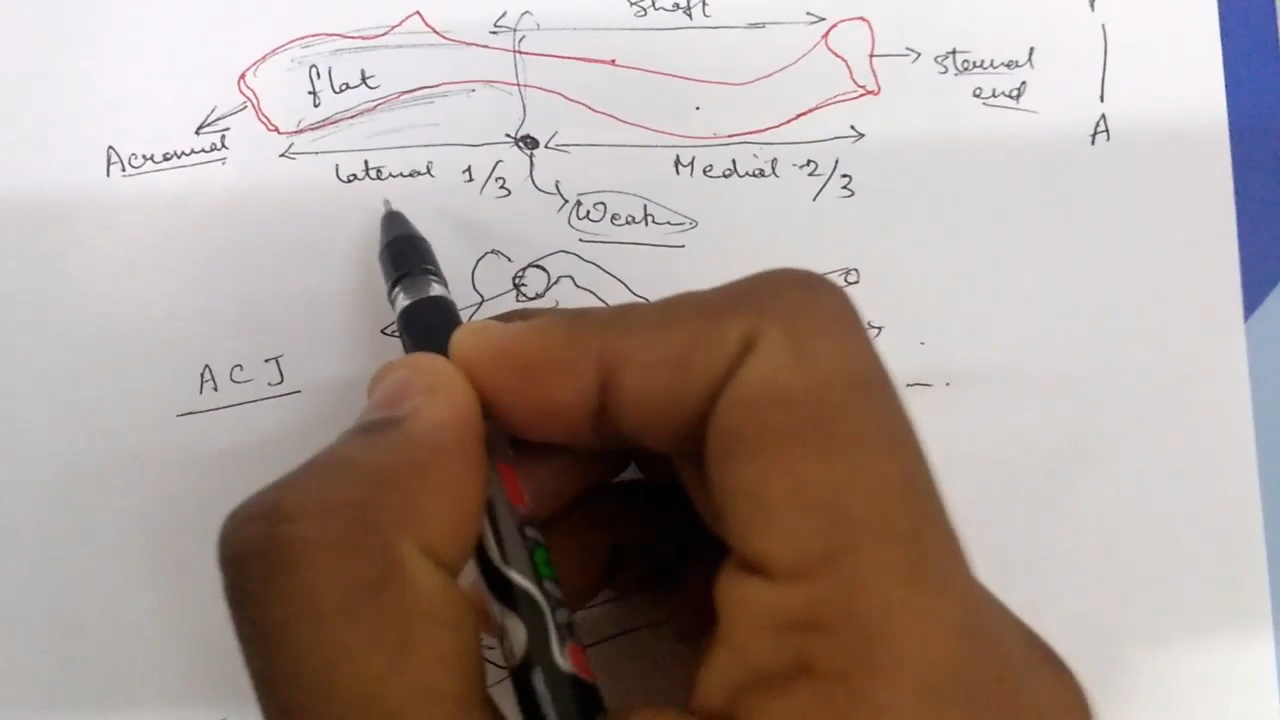 Shaft
flat
Sternal
end
Acromial
A
lateral 1/3
Medial 2/3
Weak
ACJ